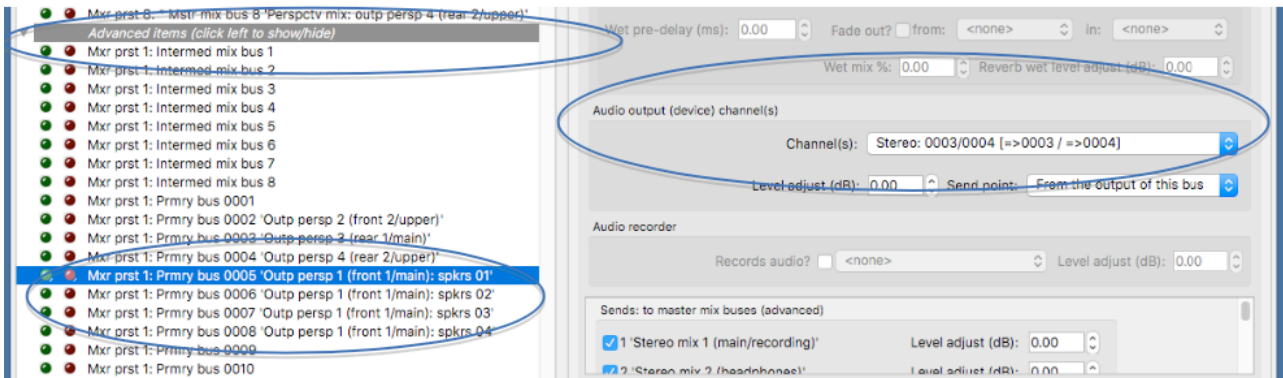 Mxr prst 8: * Mstr mix bus 8 'Perspctv mix: outp persp 4 (rear 2/upper)'
Advanced items (click left to show/hide)
Mxr prst 1: Intermed mix bus 1
Mxr prst 1: Intermed mix bus 2
Mxr prst 1: Intermed mix bus 3
Mxr prst 1: Intermed mix bus 4
Mxr prst 1: Intermed mix bus 5
Mxr prst 1: Intermed mix bus 6
Mxr prst 1: Intermed mix bus 7
Mxr prst 1: Intermed mix bus 8
Mxr prst 1: Prmry bus 0001
Mxr prst 1: Prmry bus 0002 'Outp persp 2 (front 2/upper)'
Mxr prst 1: Prmry bus 0003 'Outp persp 3 (rear 1/main)'
Mxr prst 1: Prmry bus 0004 'Outp persp 4 (rear 2/upper)'
Mxr prst 1: Prmry bus 0005 'Outp persp 1 (front 1/main): spkrs 01'
Mxr prst 1: Prmry bus 0006 'Outp persp 1 (front 1/main): spkrs 02'
Mxr prst 1: Prmry bus 0007 'Outp persp 1 (front 1/main): spkrs 03'
Mxr prst 1: Prmry bus 0008 'Outp persp 1 (front 1/main): spkrs 04'
Mxr prst 1: Prmry bus 0009
Mxr prst 1: Prmry bus 0010
Wet pre-delay (ms): 0.00 Fade out? from: <none> in: <none>
Wet mix %: 0.00 Reverb wet level adjust (dB): 0.00
Audio output (device) channel(s)
Channel(s): Stereo: 0003/0004 [=>0003 / =>0004]
Level adjust (dB): 0.00 Send point: From the output of this bus
Audio recorder
Records audio? <none> Level adjust (dB): 0.00
Sends: to master mix buses (advanced)
1 'Stereo mix 1 (main/recording)' Level adjust (dB): 0.00
2 'Stereo mix 2 (headphones)' Level adjust (dB): 0.00